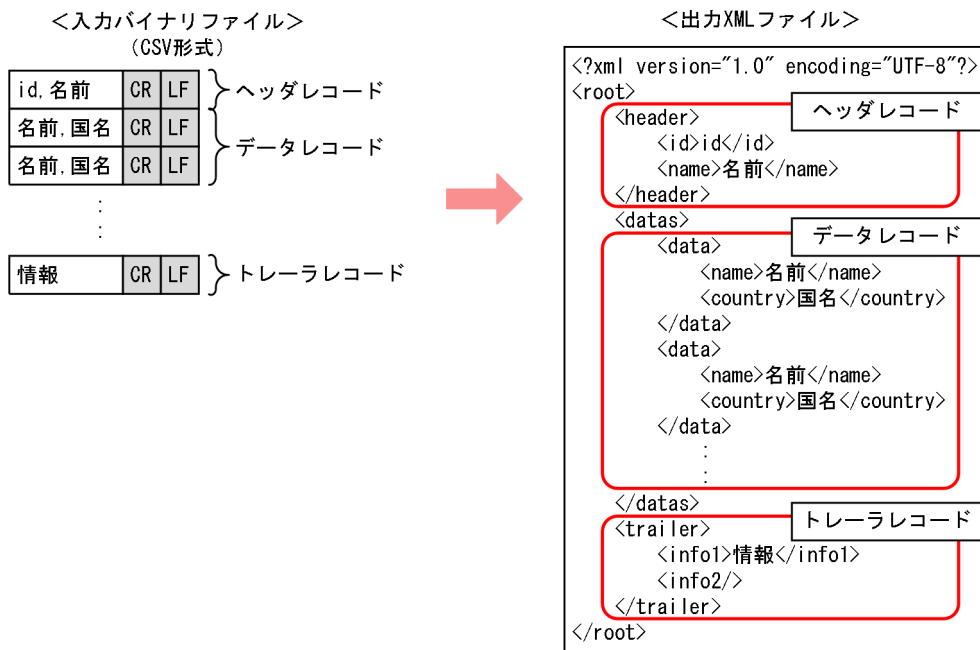 <入力バイナリファイル>
(CSV形式)
id,名前 CR LF
ヘッダレコード
名前,国名 CR LF
名前,国名 CR LF
データレコード
:
:
情報 CR LF
トレーラレコード
<出力XMLファイル>
<?xml version="1.0" encoding="UTF-8"?>
<root>
ヘッダレコード
<header>
<id>id</id>
<name>名前</name>
</header>
<datas>
データレコード
<data>
<name>名前</name>
<country>国名</country>
</data>
<data>
<name>名前</name>
<country>国名</country>
</data>
:
:
</datas>
トレーラレコード
<trailer>
<info1>情報</info1>
<info2/>
</trailer>
</root>